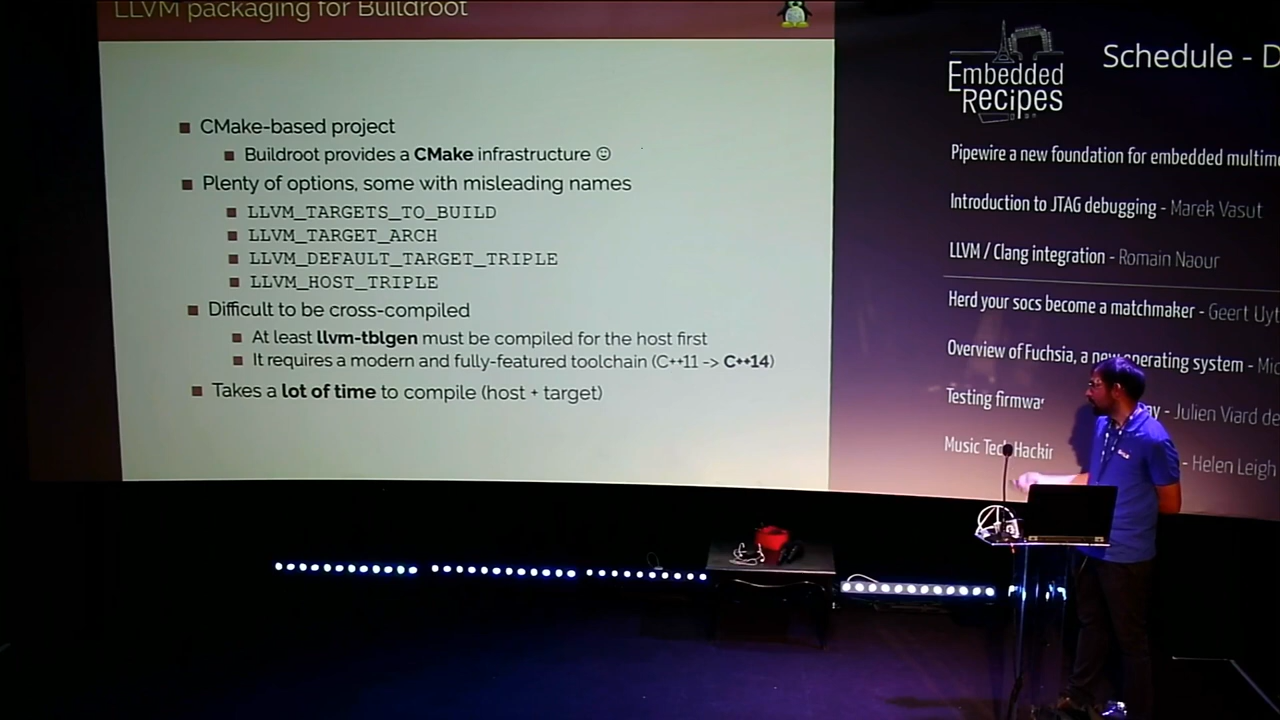 LLVM packaging for Buildroot
CMake-based project
Buildroot provides a CMake infrastructure ☺
Plenty of options, some with misleading names
LLVM_TARGETS_TO_BUILD
LLVM_TARGET_ARCH
LLVM_DEFAULT_TARGET_TRIPLE
LLVM_HOST_TRIPLE
Difficult to be cross-compiled
At least llvm-tblgen must be compiled for the host first
It requires a modern and fully-featured toolchain (C++11 -> C++14)
Takes a lot of time to compile (host + target)
Embedded
Recipes
Schedule - D
Pipewire a new foundation for embedded multime
Introduction to JTAG debugging - Marek Vasut
LLVM / Clang integration - Romain Naour
Herd your socs become a matchmaker - Geert Uyt
Overview of Fuchsia, a new operating system - Mic
Testing firmwa ay - Julien Viard de
Music Tech Hackin - Helen Leigh